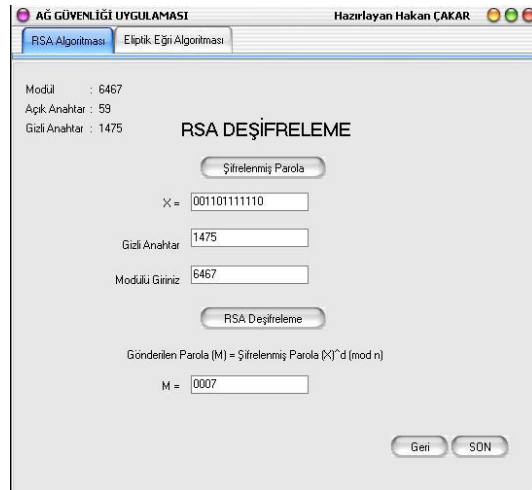 AĞ GÜVENLİĞİ UYGULAMASI Hazırlayan Hakan ÇAKAR
RSA Algoritması Eliptik Eğri Algoritması
Modül : 6467
Açık Anahtar : 59
Gizli Anahtar : 1475
RSA DEŞİFRELEME
Şifrelenmiş Parola
X = 001101111110
Gizli Anahtar 1475
Modülü Giriniz 6467
RSA Deşifreleme
Gönderilen Parola (M) = Şifrelenmiş Parola (X)^d (mod n)
M = 0007
Geri SON